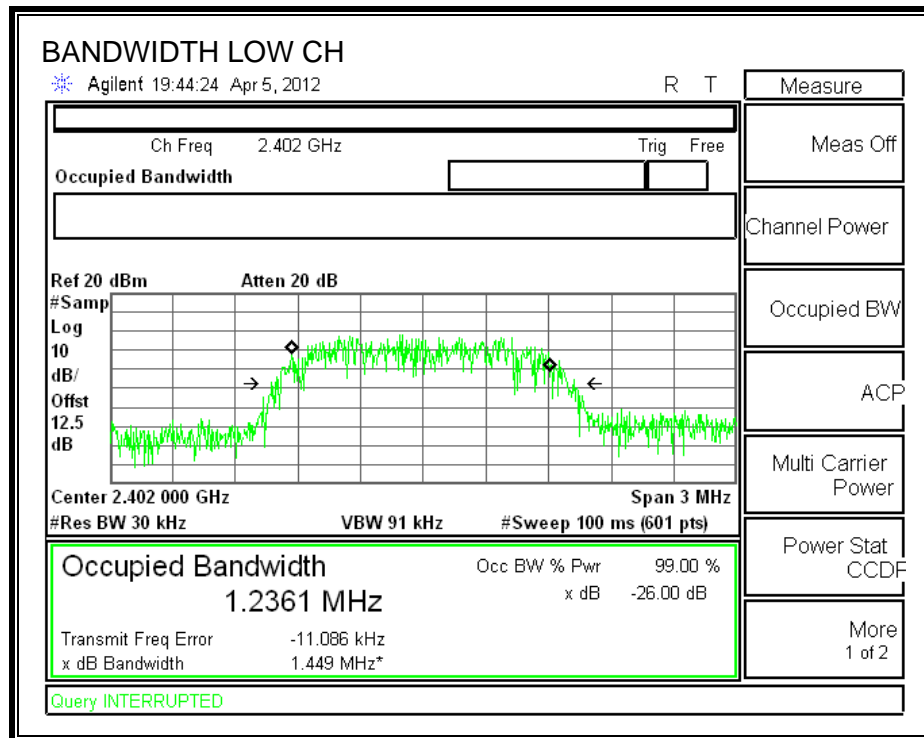 BANDWIDTH LOW CH
Agilent 19:44:24 Apr 5, 2012 R T
Measure
Ch Freq 2.402 GHz Trig Free
Meas Off
Occupied Bandwidth
Channel Power
Ref 20 dBm Atten 20 dB
#Samp
Log
10
dB/
Offst
12.5
dB
Occupied BW
ACP
Center 2.402 000 GHz Span 3 MHz
#Res BW 30 kHz VBW 91 kHz #Sweep 100 ms (601 pts)
Multi Carrier
Power
Occupied Bandwidth Occ BW % Pwr 99.00 %
1.2361 MHz x dB -26.00 dB
Transmit Freq Error -11.086 kHz
x dB Bandwidth 1.449 MHz*
Power Stat
CCDF
More
1 of 2
Query INTERRUPTED